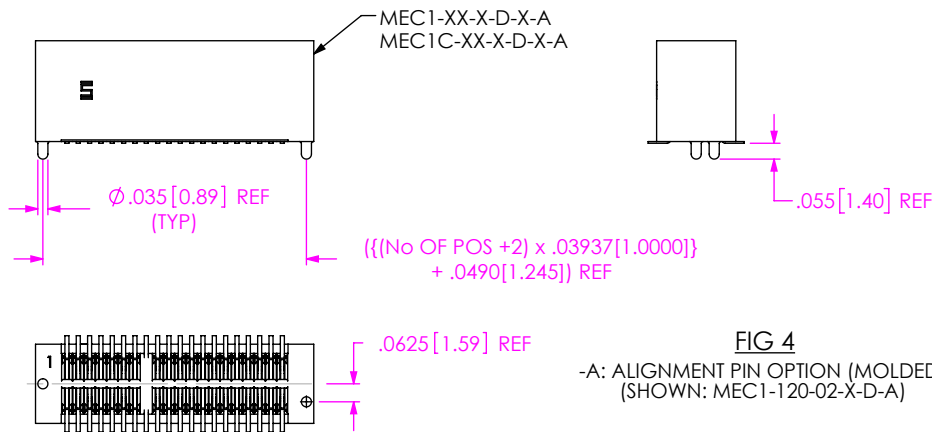 MEC1-XX-X-D-X-A
MEC1C-XX-X-D-X-A
Ø.035[0.89] REF
(TYP)
.055[1.40] REF
({(No OF POS +2) x .03937[1.0000]}
+ .0490[1.245]) REF
1
.0625[1.59] REF
FIG 4
-A: ALIGNMENT PIN OPTION (MOLDED
(SHOWN: MEC1-120-02-X-D-A)